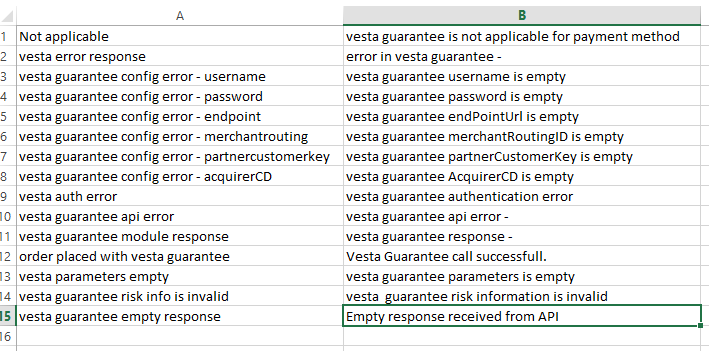 A B
1 Not applicable vesta guarantee is not applicable for payment method
2 vesta error response error in vesta guarantee -
3 vesta guarantee config error - username vesta guarantee username is empty
4 vesta guarantee config error - password vesta guarantee password is empty
5 vesta guarantee config error - endpoint vesta guarantee endPointUrl is empty
6 vesta guarantee config error - merchantrouting vesta guarantee merchantRoutingID is empty
7 vesta guarantee config error - partnercustomerkey vesta guarantee partnerCustomerKey is empty
8 vesta guarantee config error - acquirerCD vesta guarantee AcquirerCD is empty
9 vesta auth error vesta guarantee authentication error
10 vesta guarantee api error vesta guarantee api error -
11 vesta guarantee module response vesta guarantee response -
12 order placed with vesta guarantee Vesta Guarantee call successfull.
13 vesta parameters empty vesta guarantee parameters is empty
14 vesta guarantee risk info is invalid vesta  guarantee risk information is invalid
15 vesta guarantee empty response Empty response received from API
16